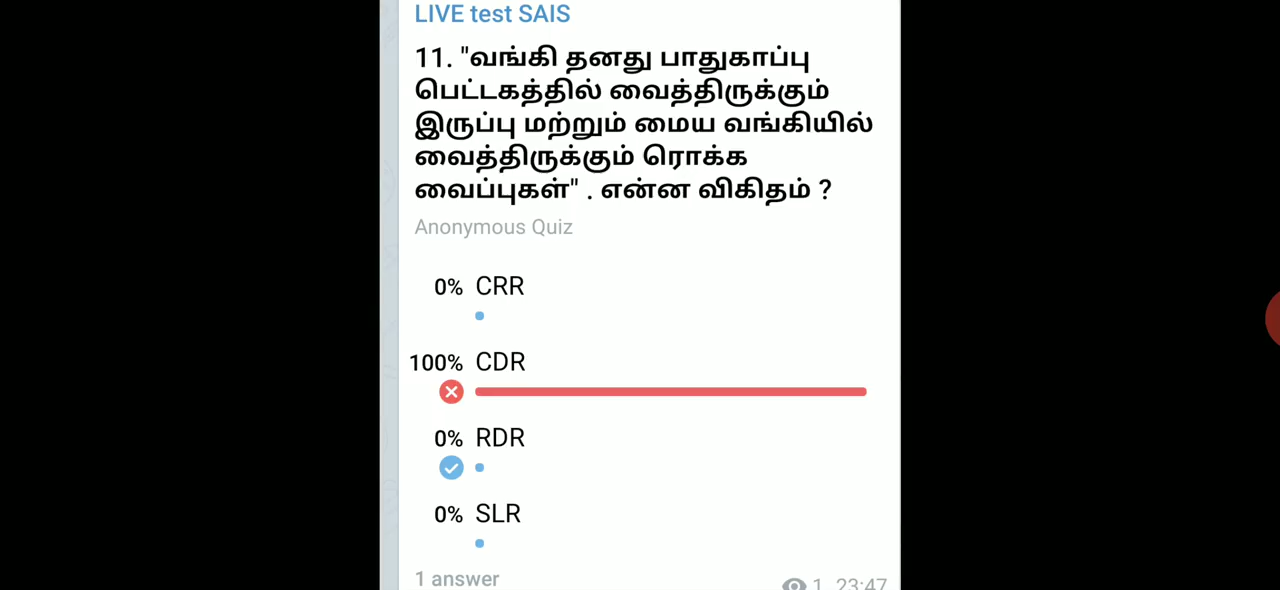 LIVE test SAIS
11. "வங்கி தனது பாதுகாப்பு
பெட்டகத்தில் வைத்திருக்கும்
இருப்பு மற்றும் மைய வங்கியில்
வைத்திருக்கும் ரொக்க
வைப்புகள்" . என்ன விகிதம் ?
Anonymous Quiz
0% CRR
100% CDR
0% RDR
0% SLR
1 answer
1 23:47